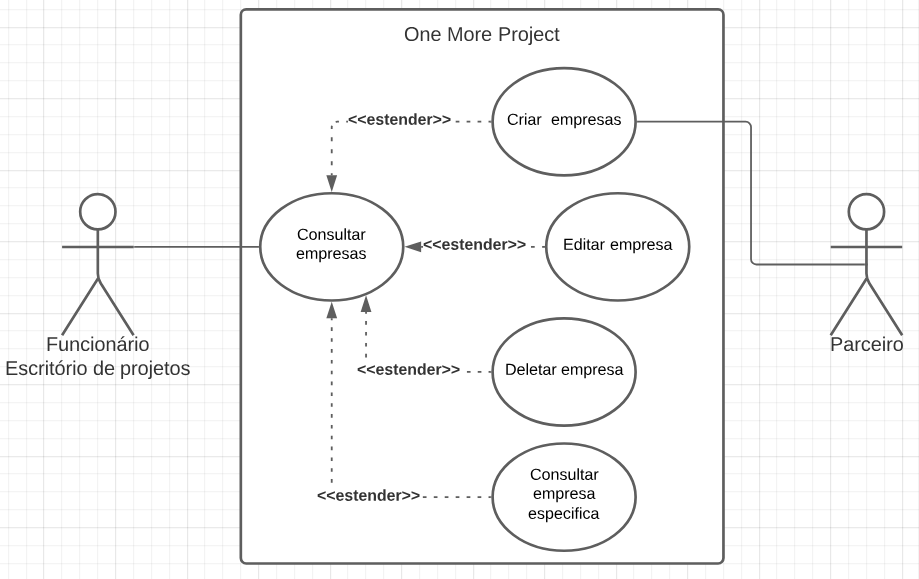 One More Project
<<estender>>
Criar empresas
Consultar
empresas
<<estender>>
Editar empresa
Funcionário
Escritório de projetos
Parceiro
<<estender>>
Deletar empresa
<<estender>>
Consultar
empresa
especifica